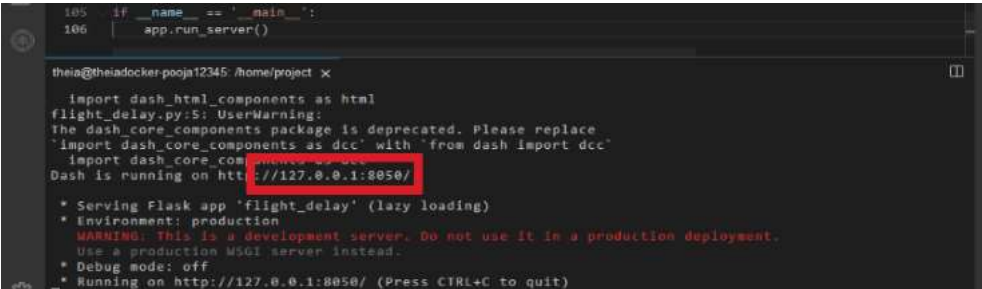 105 if __name__ == '__main__':
106 app.run_server()
theia@theiadocker-pooja12345: /home/project ×
import dash_html_components as html
flight_delay.py:5: UserWarning:
The dash_core_components package is deprecated. Please replace
`import dash_core_components as dcc` with `from dash import dcc`
import dash_core_components as dcc
Dash is running on http://127.0.0.1:8050/
* Serving Flask app 'flight_delay' (lazy loading)
* Environment: production
WARNING: This is a development server. Do not use it in a production deployment.
Use a production WSGI server instead.
* Debug mode: off
* Running on http://127.0.0.1:8050/ (Press CTRL+C to quit)